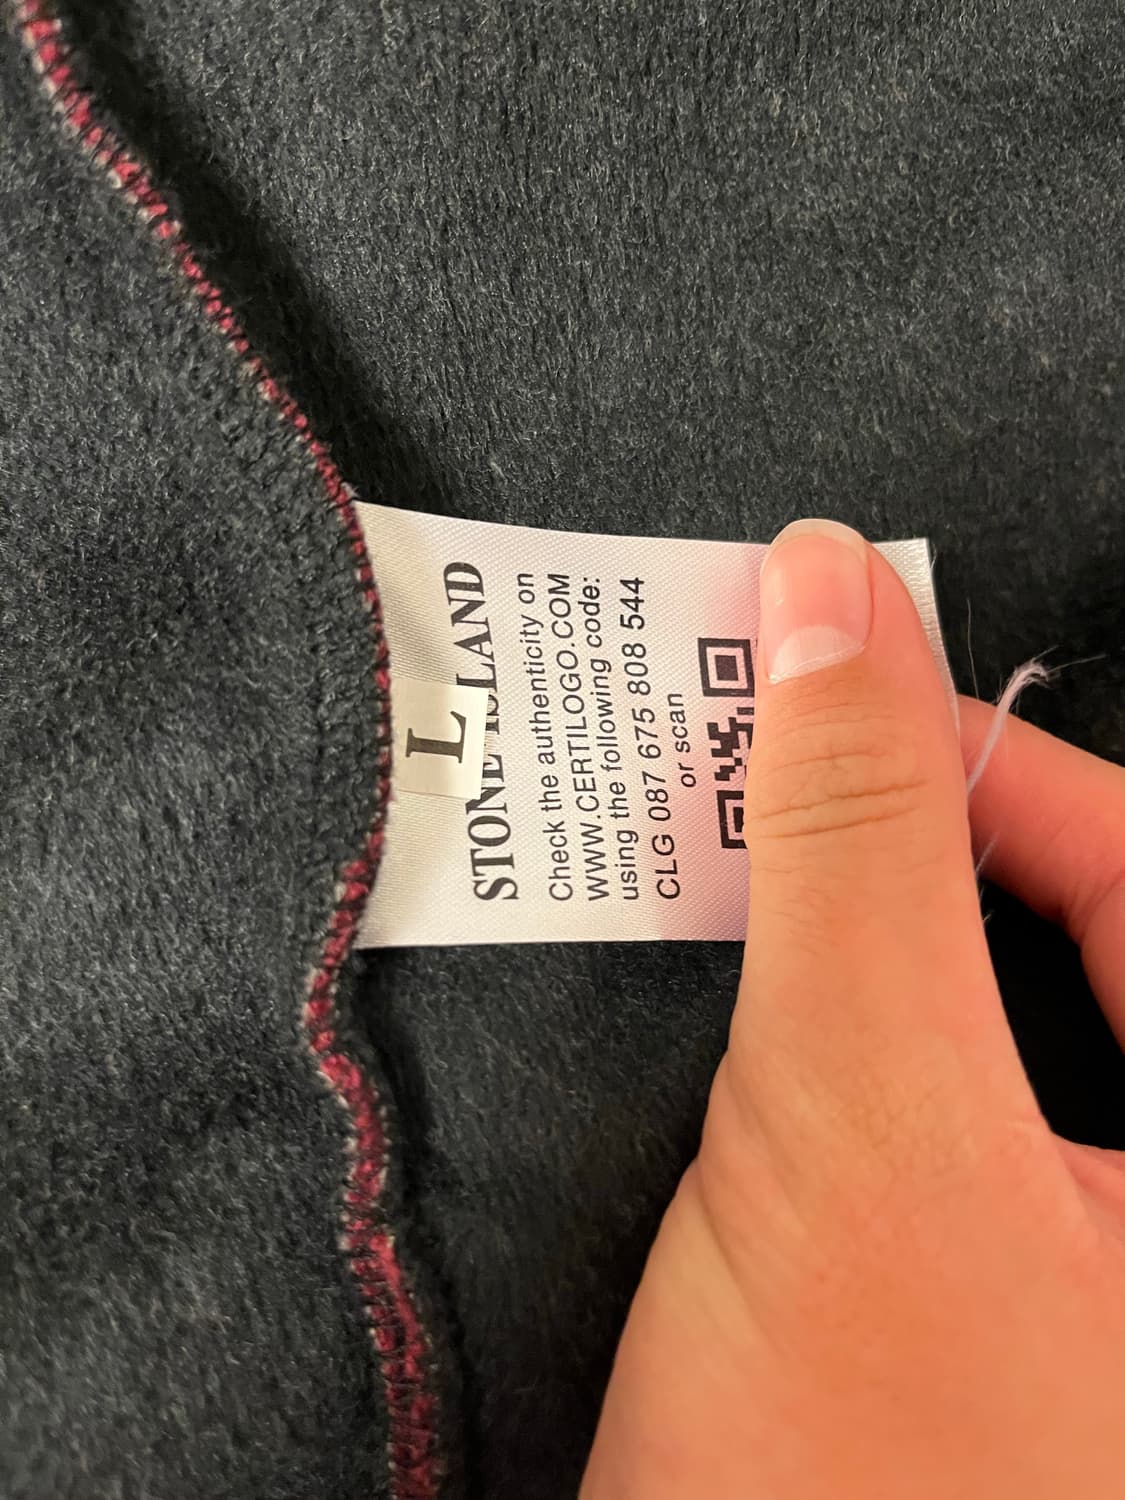 L
STONE ISLAND
Check the authenticity on
WWW.CERTILOGO.COM
using the following code:
CLG 087 675 808 544
or scan